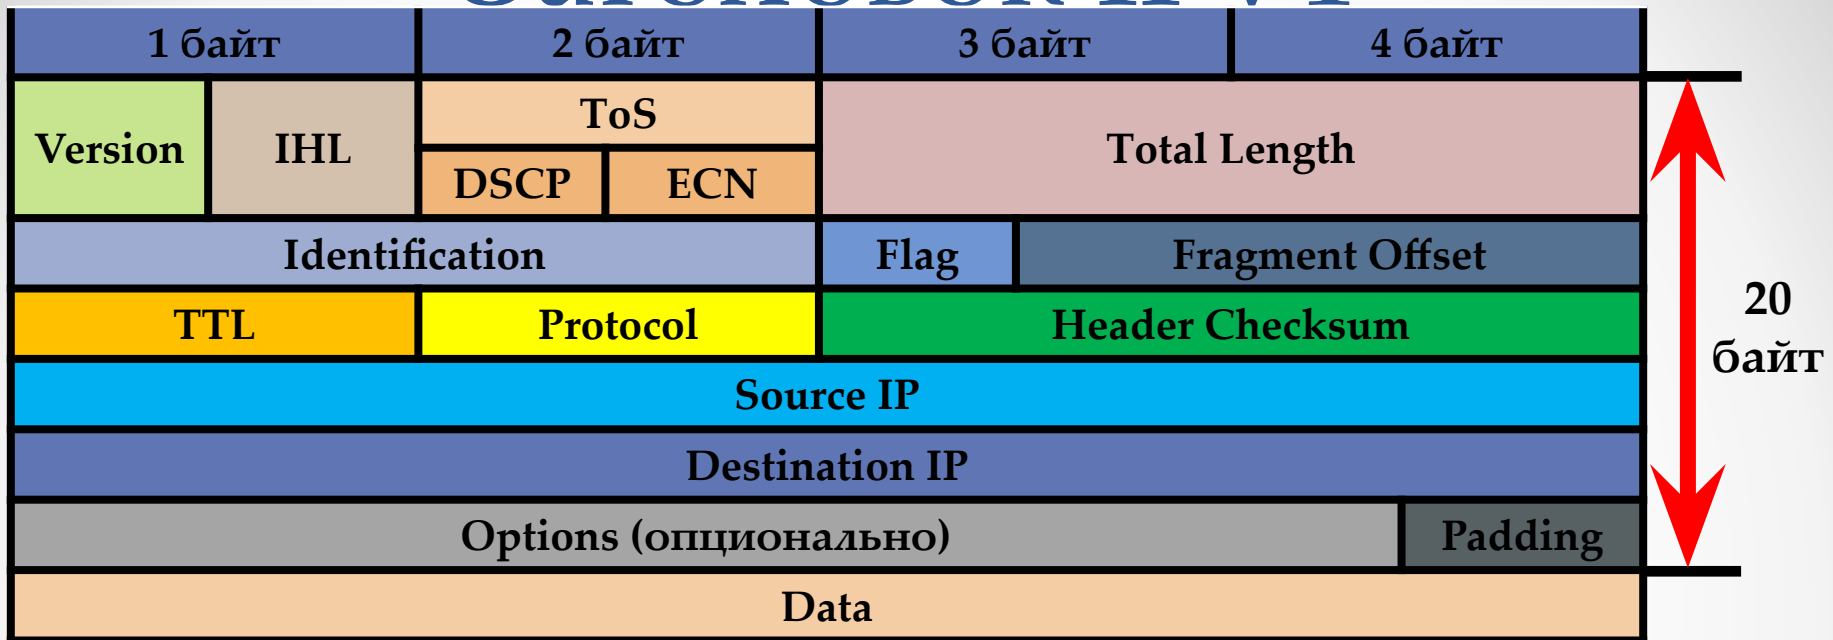 1 байт 2 байт 3 байт 4 байт
Version IHL ToS Total Length
DSCP ECN
Identification Flag Fragment Offset
TTL Protocol Header Checksum
Source IP
Destination IP
Options (опционально) Padding
Data
20
байт